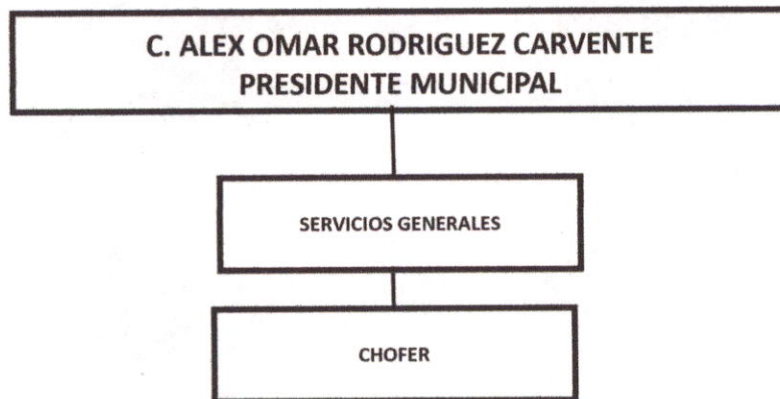 C. ALEX OMAR RODRIGUEZ CARVENTE
PRESIDENTE MUNICIPAL
SERVICIOS GENERALES
CHOFER